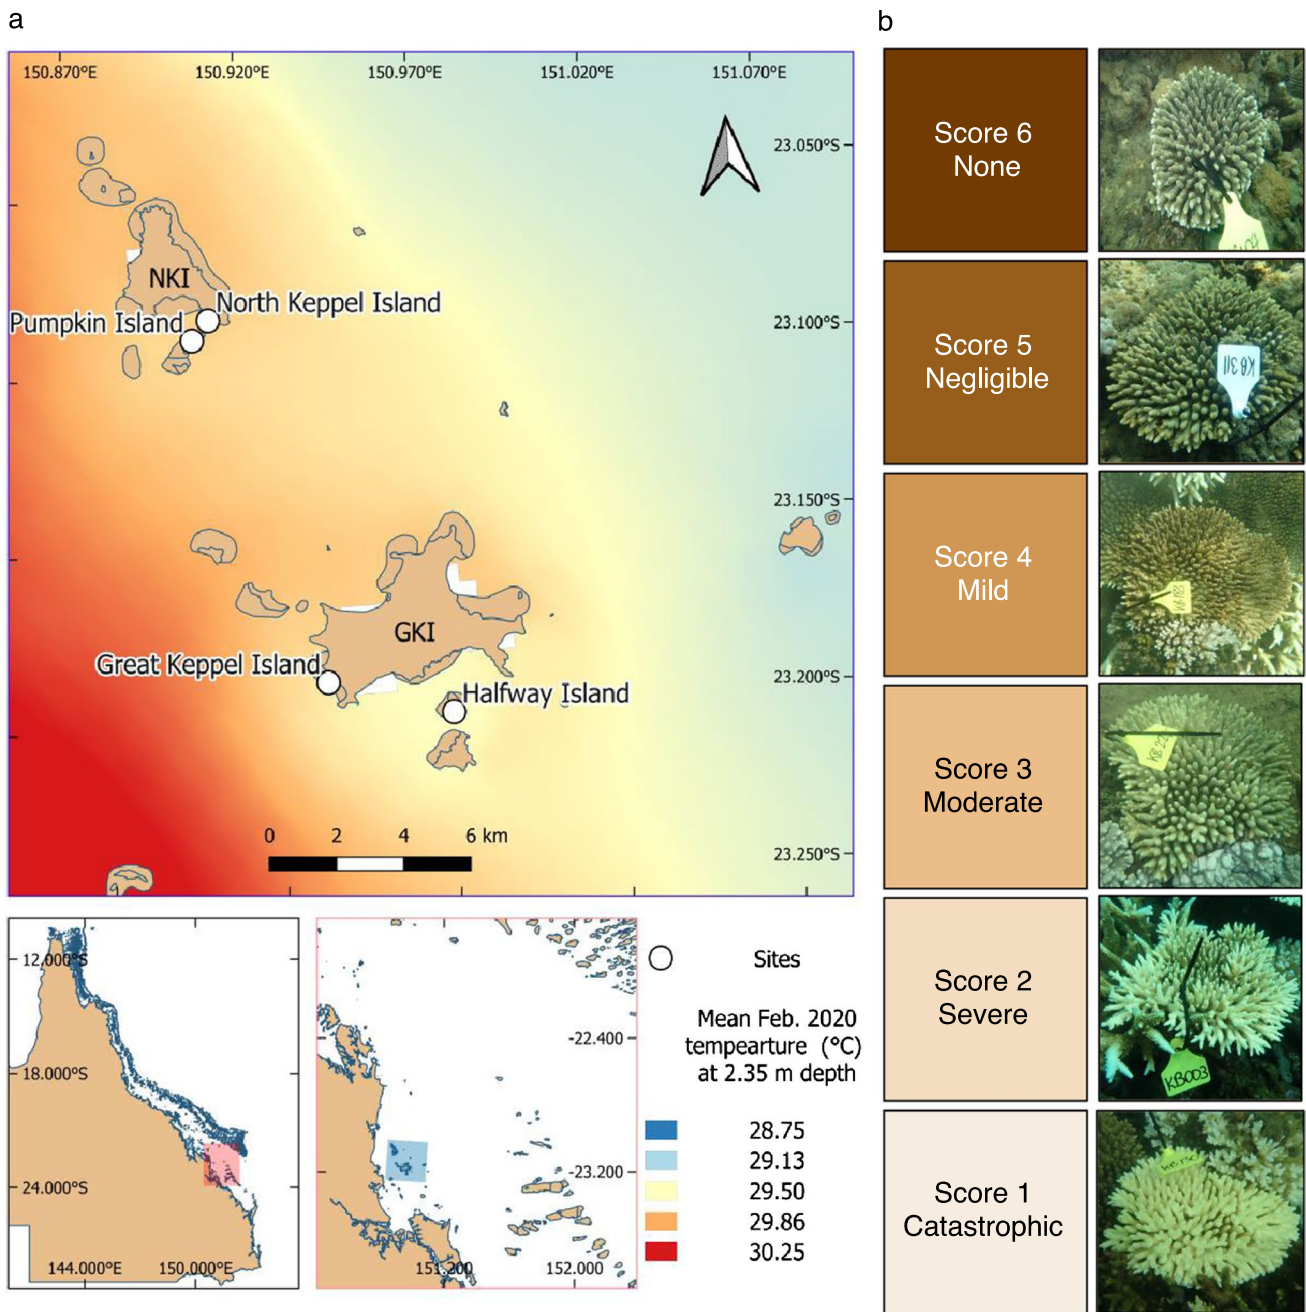 a
b
150.870°E
150.920°E
150.970°E
151.020°E
151.070°E
23.050°S
23.100°S
23.150°S
23.200°S
23.250°S
NKI
North Keppel Island
Pumpkin Island
GKI
Great Keppel Island
Halfway Island
0 2 4 6 km
12.000°S
18.000°S
24.000°S
144.000°E
150.000°E
-22.400
-23.200
151.200
152.000
Sites
Mean Feb. 2020
tempearture (°C)
at 2.35 m depth
28.75
29.13
29.50
29.86
30.25
Score 6
None
Score 5
Negligible
KB311
Score 4
Mild
Score 3
Moderate
Score 2
Severe
KB003
Score 1
Catastrophic